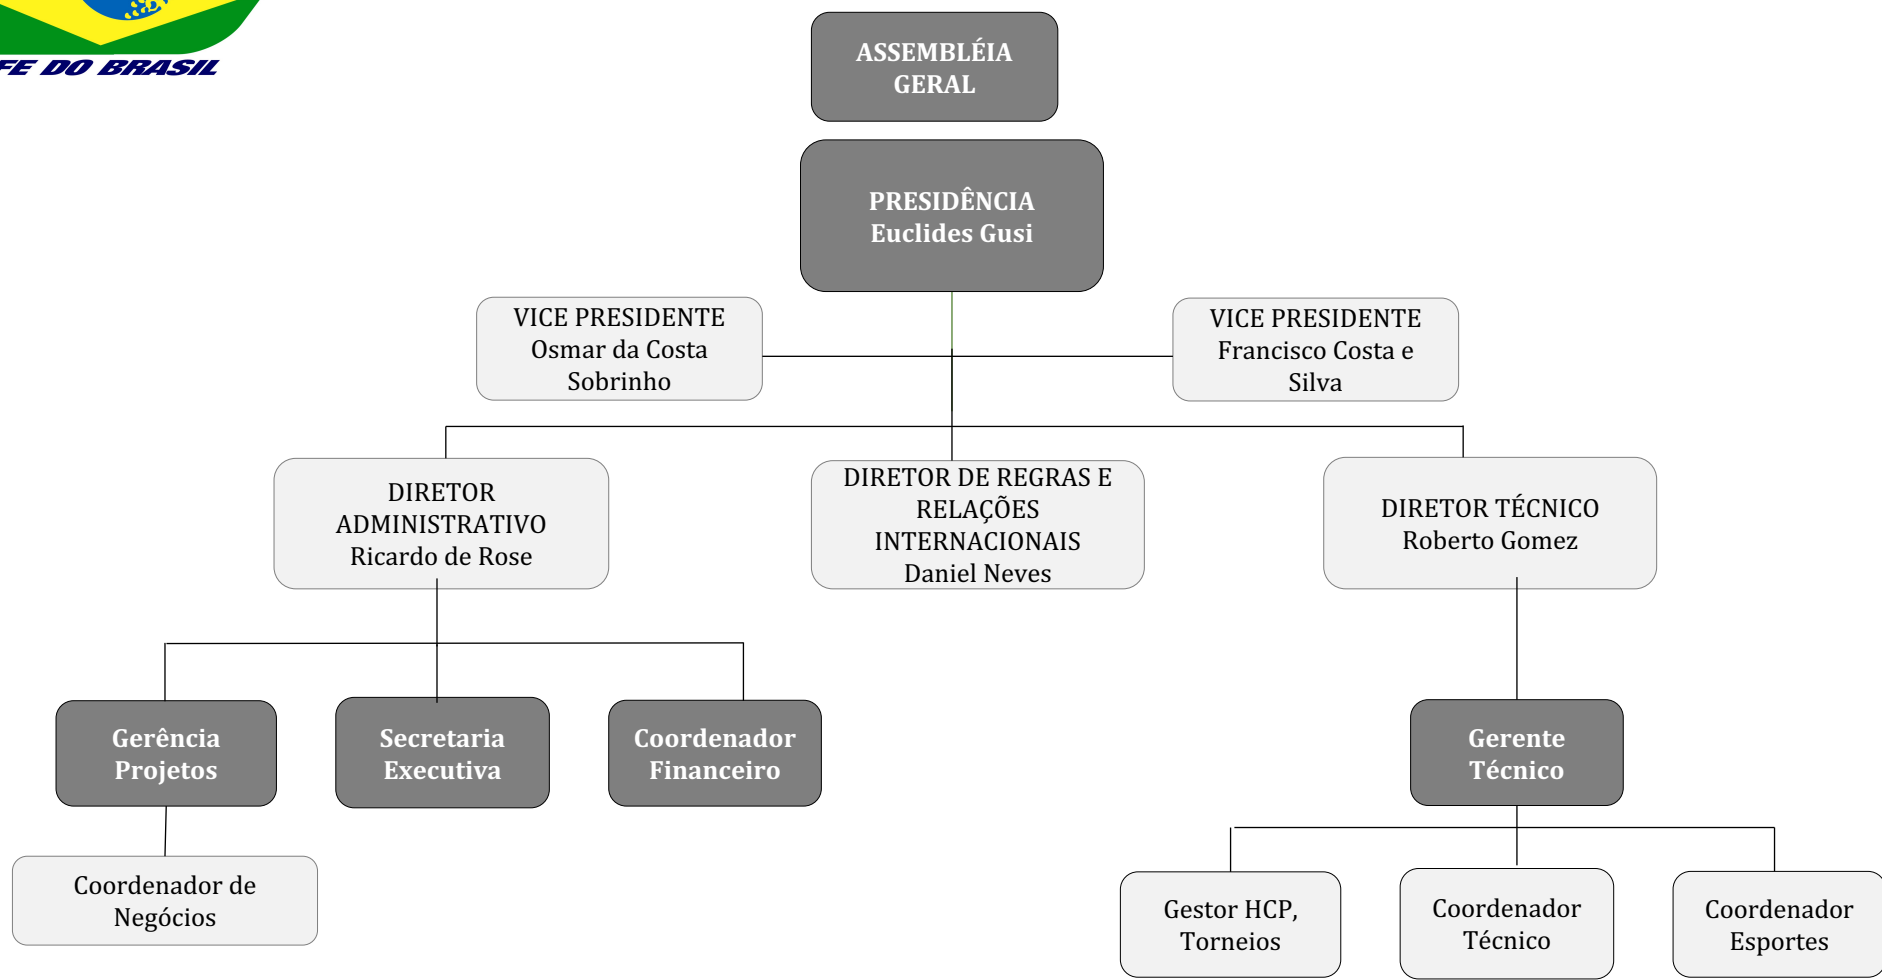 FE DO BRASIL
ASSEMBLÉIA
GERAL
PRESIDÊNCIA
Euclides Gusi
VICE PRESIDENTE
Osmar da Costa
Sobrinho
VICE PRESIDENTE
Francisco Costa e
Silva
DIRETOR
ADMINISTRATIVO
Ricardo de Rose
DIRETOR DE REGRAS E
RELAÇÕES
INTERNACIONAIS
Daniel Neves
DIRETOR TÉCNICO
Roberto Gomez
Gerência
Projetos
Secretaria
Executiva
Coordenador
Financeiro
Gerente
Técnico
Coordenador de
Negócios
Gestor HCP,
Torneios
Coordenador
Técnico
Coordenador
Esportes